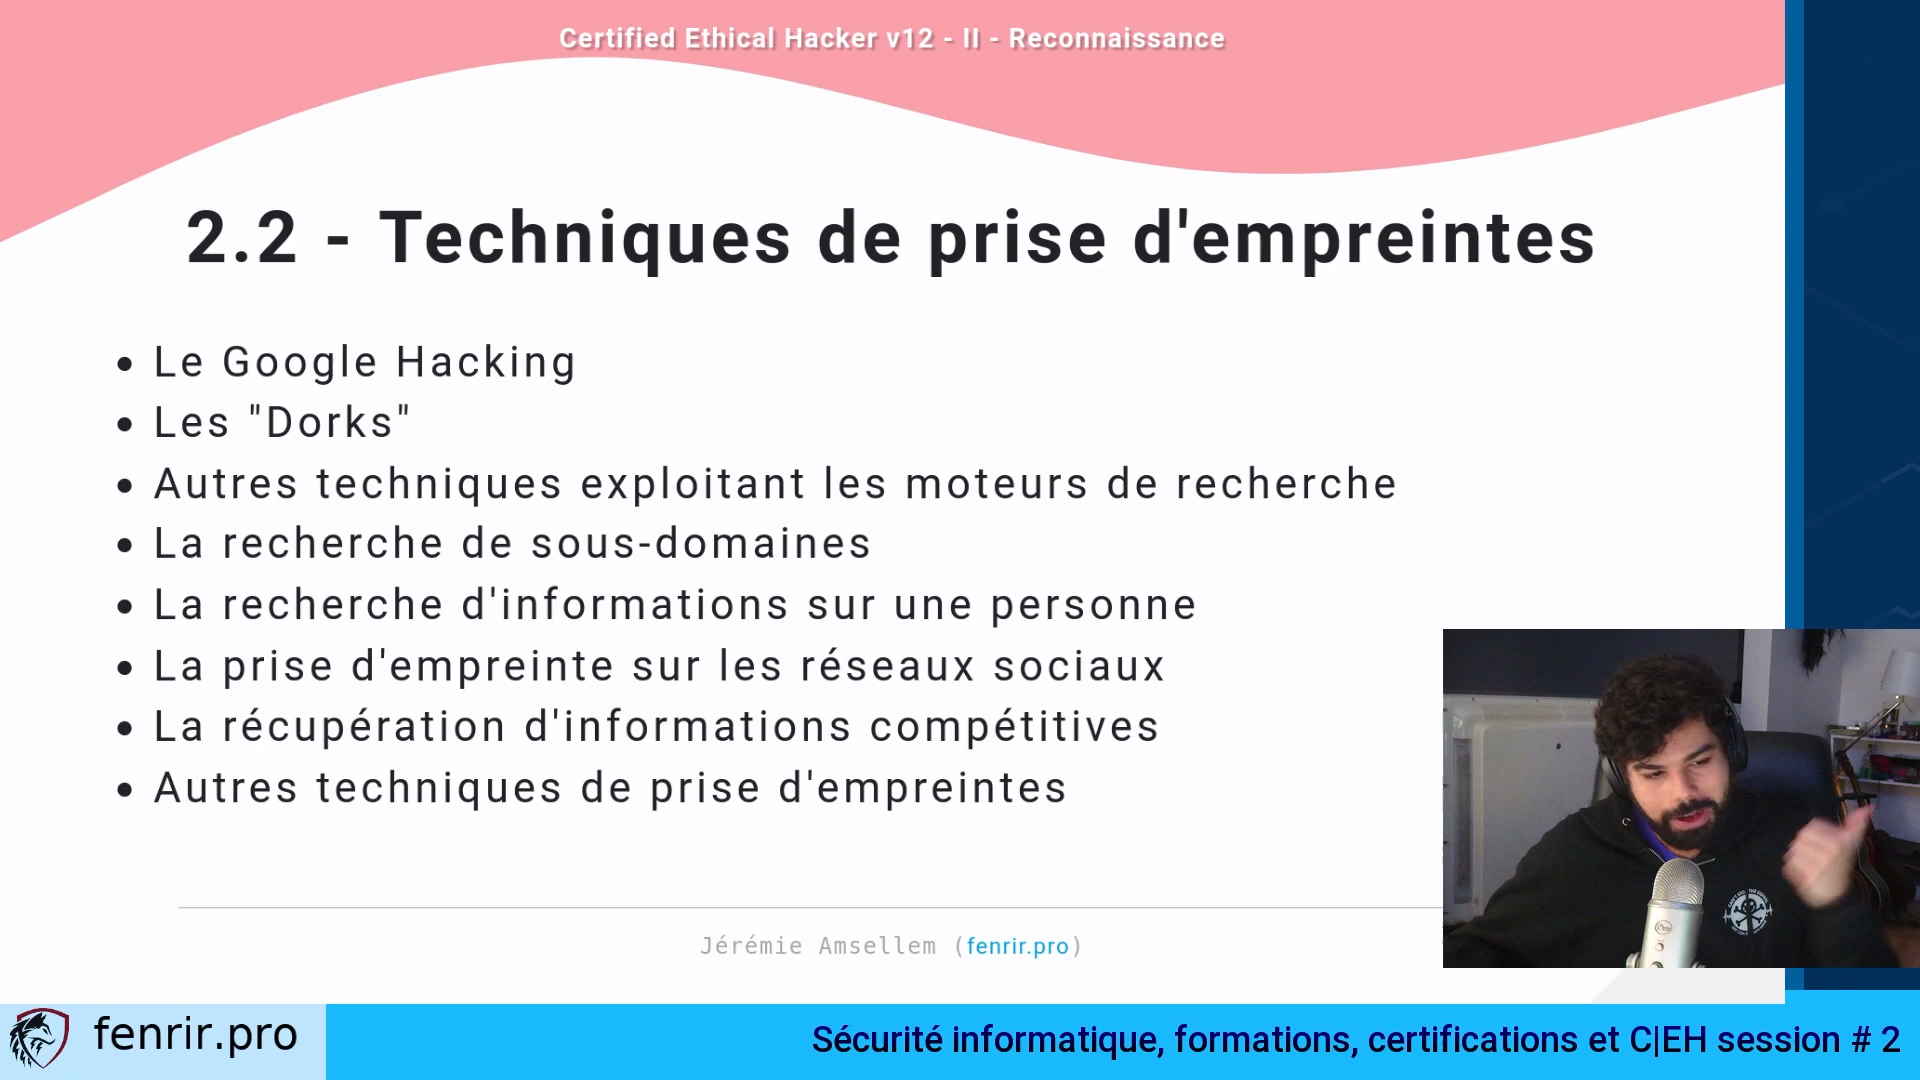 Certified Ethical Hacker v12 - II - Reconnaissance
2.2 - Techniques de prise d'empreintes
Le Google Hacking
Les "Dorks"
Autres techniques exploitant les moteurs de recherche
La recherche de sous-domaines
La recherche d'informations sur une personne
La prise d'empreinte sur les réseaux sociaux
La récupération d'informations compétitives
Autres techniques de prise d'empreintes
Jérémie Amsellem (fenrir.pro)
fenrir.pro
Sécurité informatique, formations, certifications et C|EH session # 2